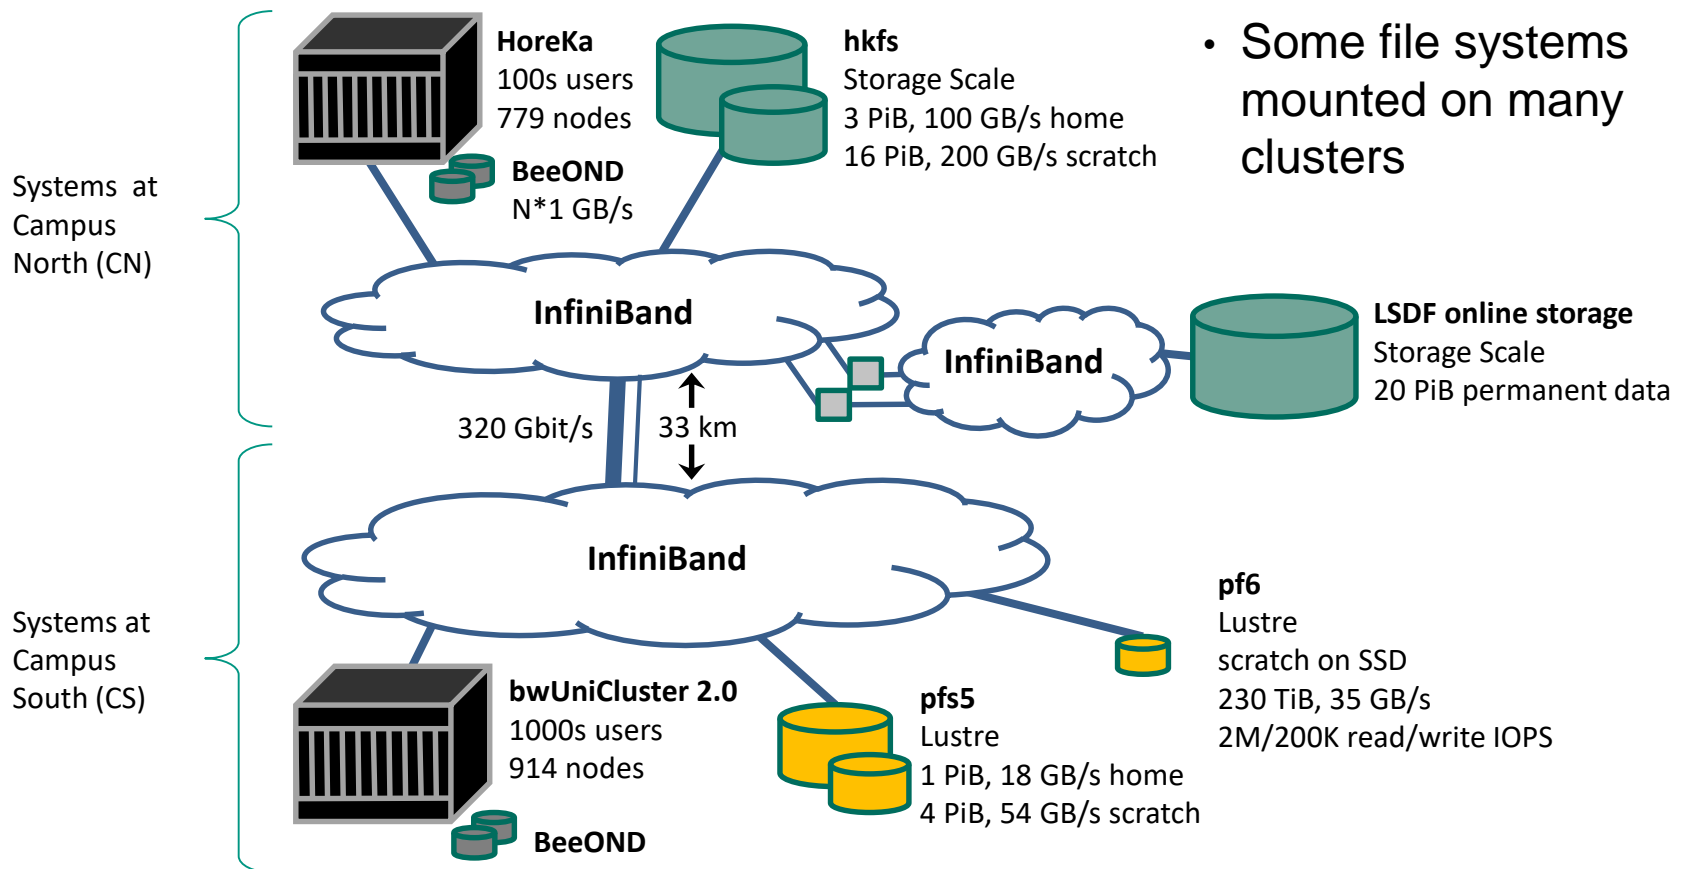 HoreKa
100s users
779 nodes
BeeOND
N*1 GB/s
hkfs
Storage Scale
3 PiB, 100 GB/s home
16 PiB, 200 GB/s scratch
• Some file systems
mounted on many
clusters
Systems at
Campus
North (CN)
InfiniBand
InfiniBand
LSDF online storage
Storage Scale
20 PiB permanent data
320 Gbit/s
33 km
InfiniBand
Systems at
Campus
South (CS)
bwUniCluster 2.0
1000s users
914 nodes
BeeOND
pfs5
Lustre
1 PiB, 18 GB/s home
4 PiB, 54 GB/s scratch
pf6
Lustre
scratch on SSD
230 TiB, 35 GB/s
2M/200K read/write IOPS